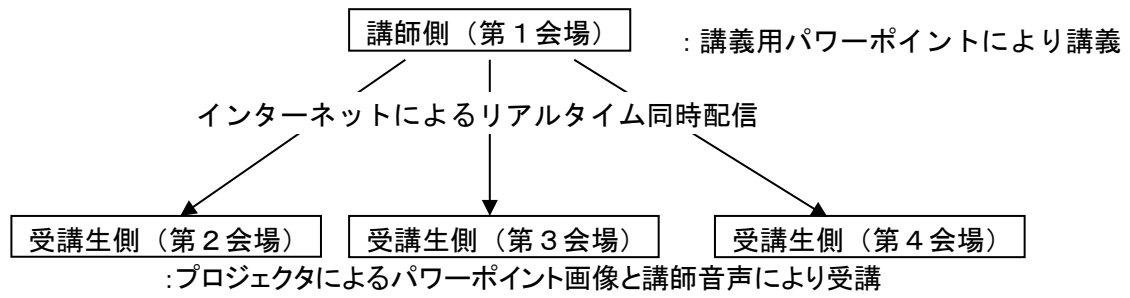 講師側（第１会場）
：講義用パワーポイントにより講義
インターネットによるリアルタイム同時配信
受講生側（第２会場）
受講生側（第３会場）
受講生側（第４会場）
：プロジェクタによるパワーポイント画像と講師音声により受講